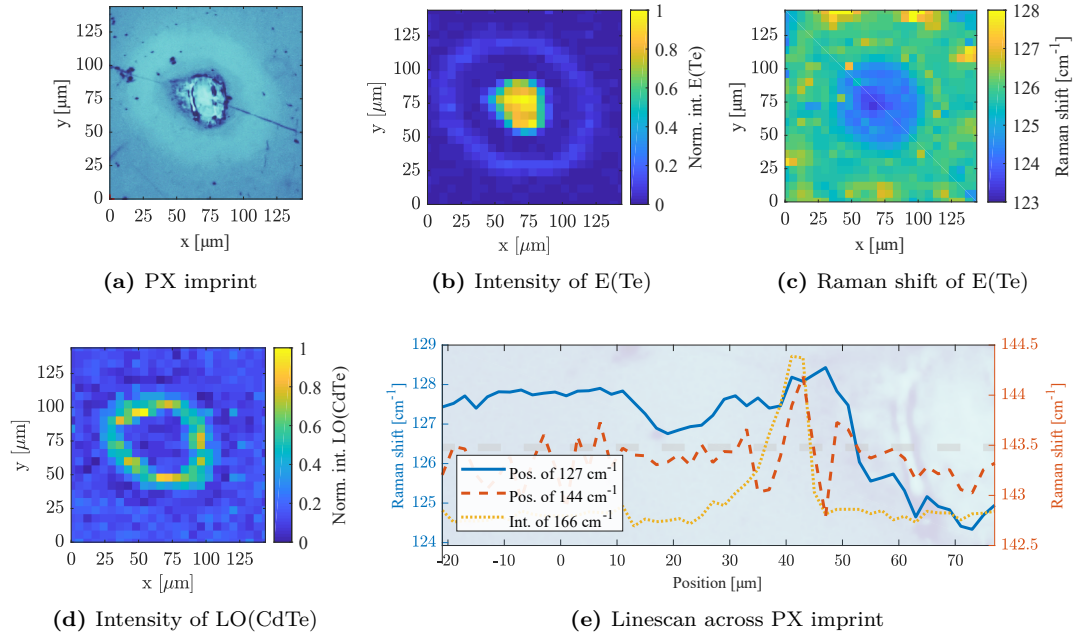 125
100
75
50
25
0
y [μm]
0 25 50 75 100 125
x [μm]
(a) PX imprint
125
100
75
50
25
0
y [μm]
0 25 50 75 100 125
x [μm]
1
0.8
0.6
0.4
0.2
0
Norm. int. E(Te)
(b) Intensity of E(Te)
140
120
100
80
60
40
20
0
y [μm]
0 25 50 75 100 125
x [μm]
128
127
126
125
124
123
Raman shift [cm⁻¹]
(c) Raman shift of E(Te)
125
100
75
50
25
0
y [μm]
0 25 50 75 100 125
x [μm]
1
0.8
0.6
0.4
0.2
0
Norm. int. LO(CdTe)
(d) Intensity of LO(CdTe)
129
128
127
126
125
124
Raman shift [cm⁻¹]
Pos. of 127 cm⁻¹
Pos. of 144 cm⁻¹
Int. of 166 cm⁻¹
-20 -10 0 10 20 30 40 50 60 70
Position [μm]
144.5
144
143.5
143
142.5
Raman shift [cm⁻¹]
(e) Linescan across PX imprint